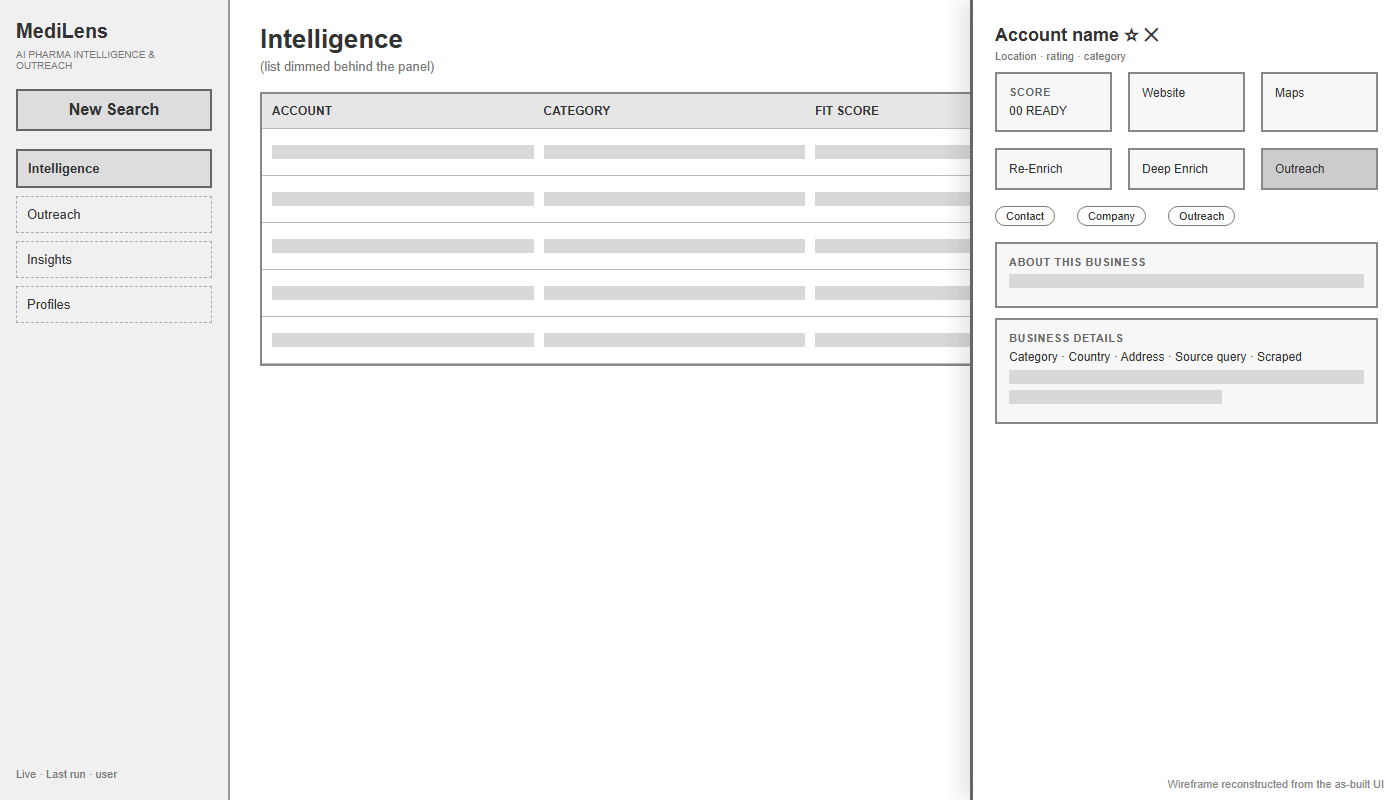 MediLens
AI PHARMA INTELLIGENCE &
OUTREACH
New Search
Intelligence
Outreach
Insights
Profiles
Live · Last run · user
Intelligence
(list dimmed behind the panel)
ACCOUNT CATEGORY FIT SCORE
Account name ☆ ✕
Location · rating · category
SCORE
00 READY
Website
Maps
Re-Enrich
Deep Enrich
Outreach
Contact
Company
Outreach
ABOUT THIS BUSINESS
BUSINESS DETAILS
Category · Country · Address · Source query · Scraped
Wireframe reconstructed from the as-built UI